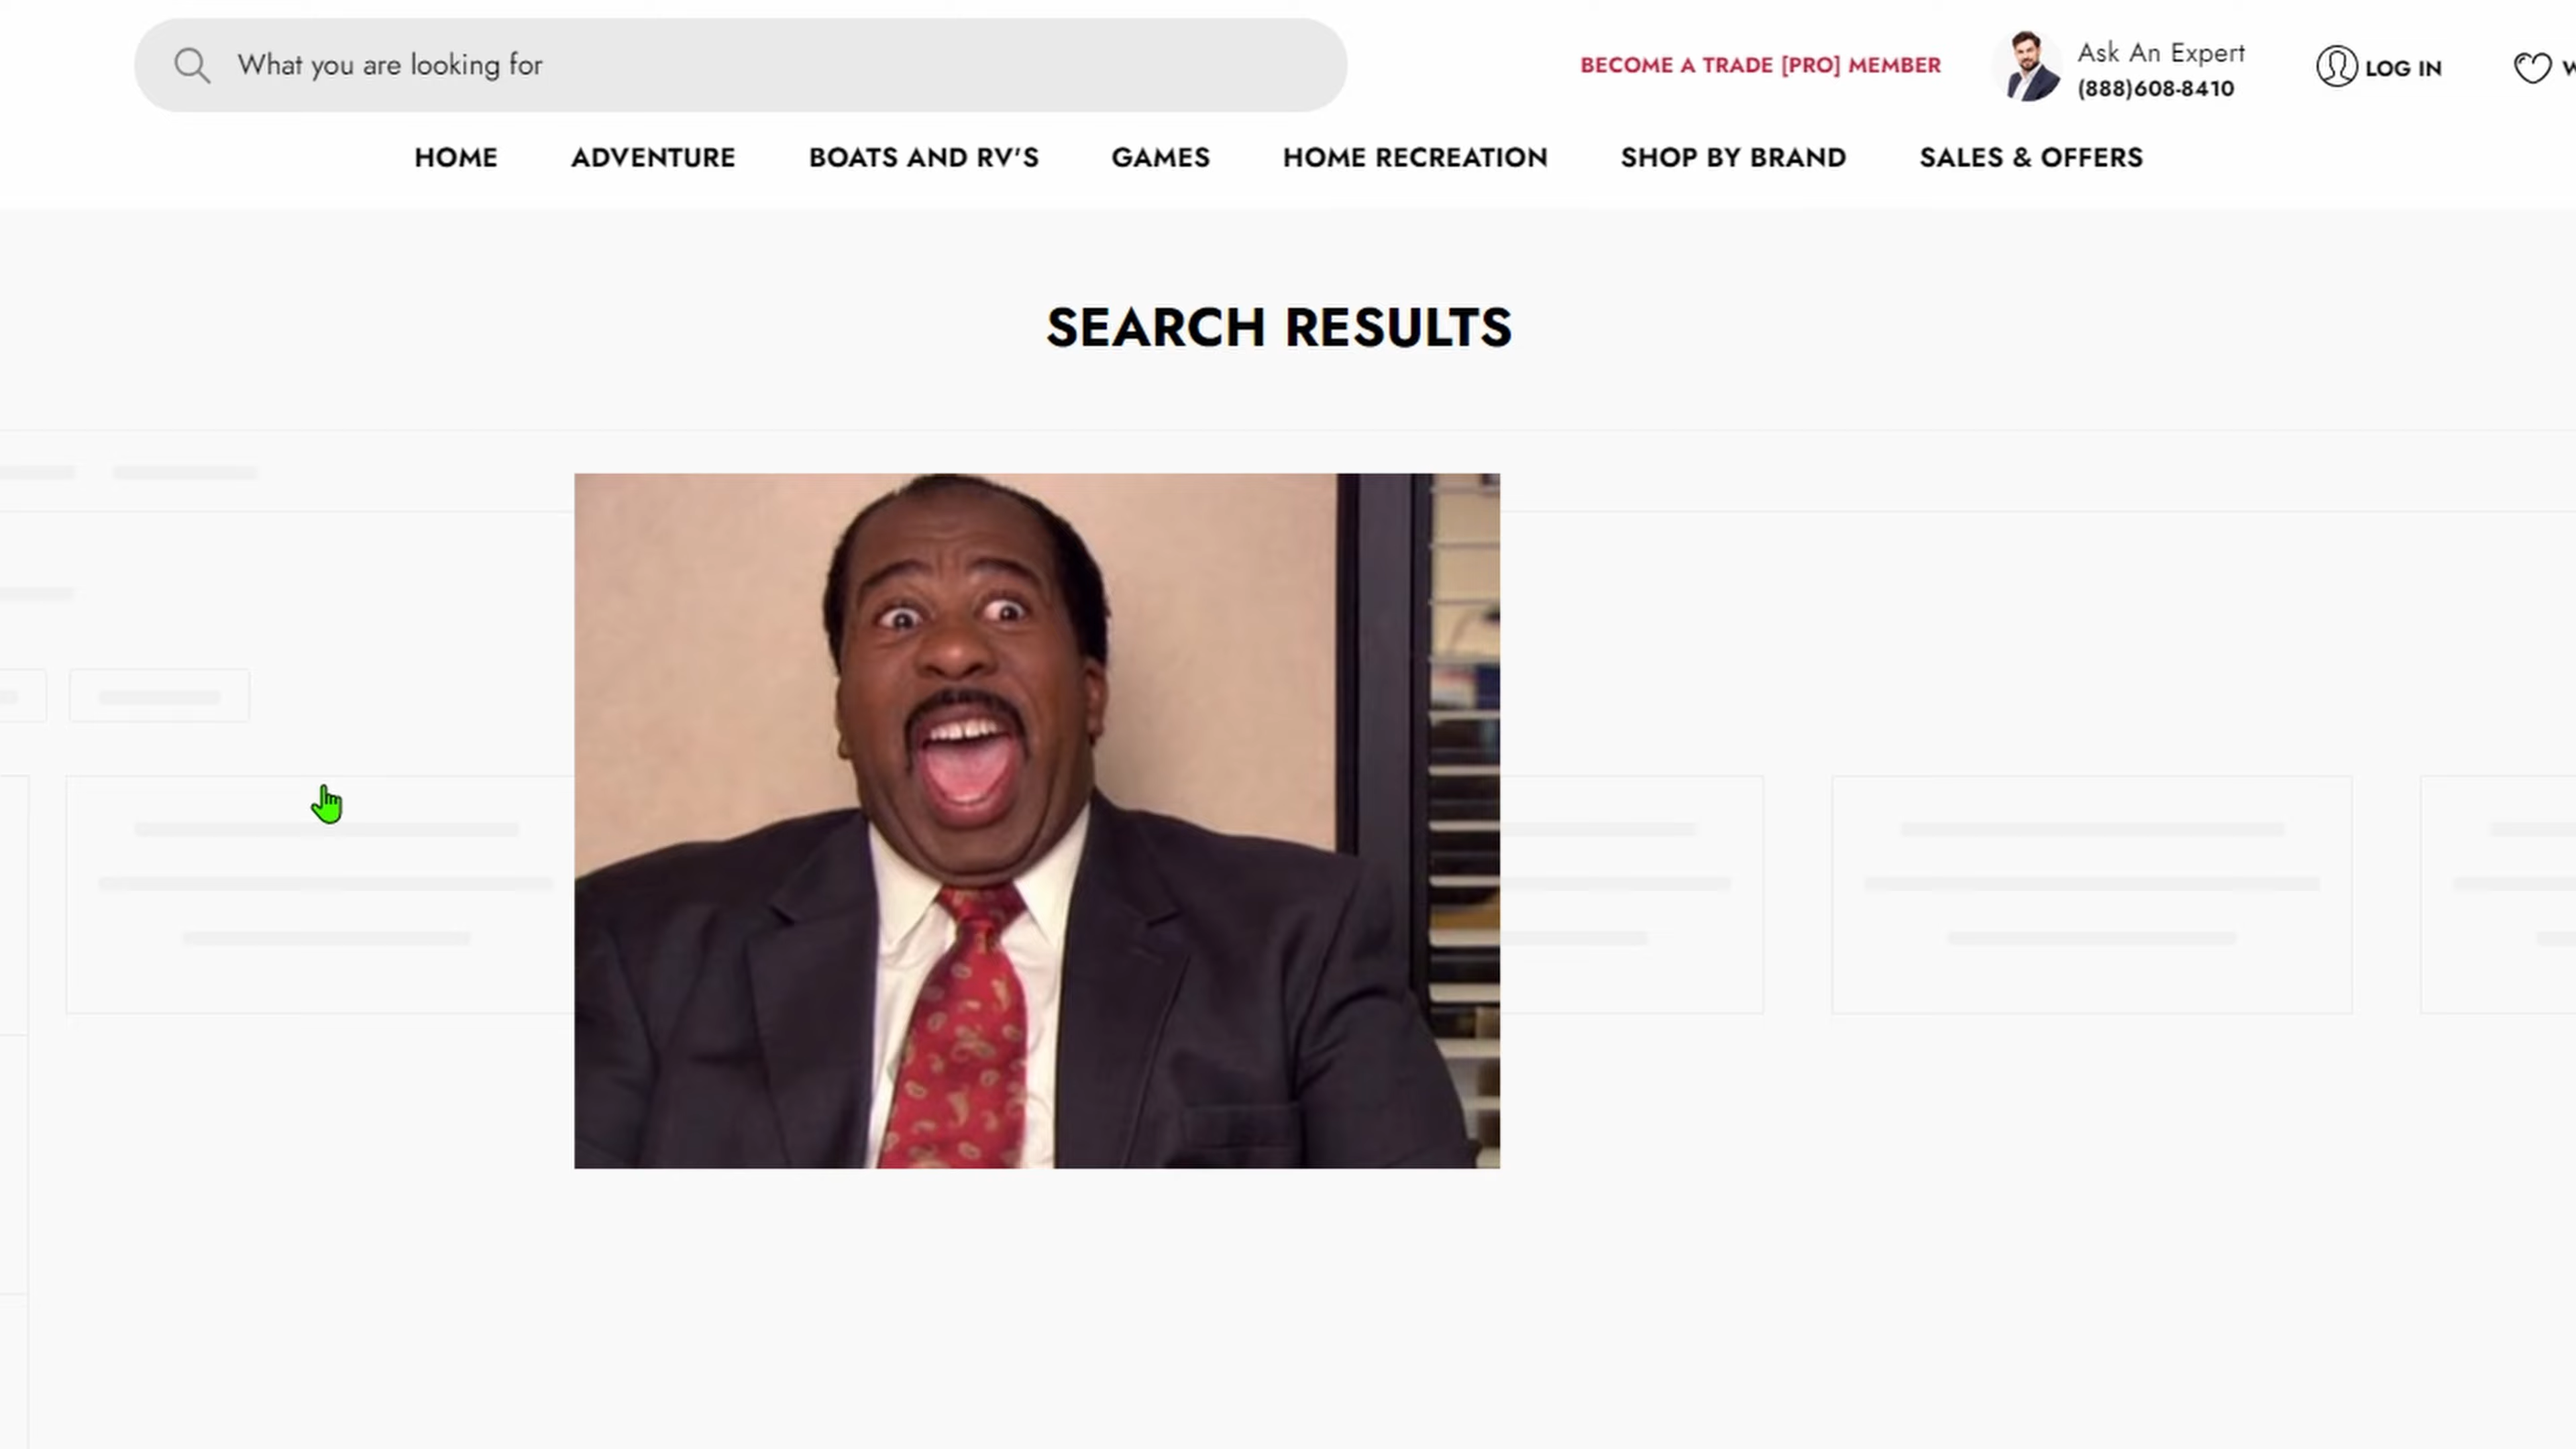 What you are looking for
BECOME A TRADE [PRO] MEMBER
Ask An Expert
(888)608-8410
LOG IN
HOME
ADVENTURE
BOATS AND RV'S
GAMES
HOME RECREATION
SHOP BY BRAND
SALES & OFFERS
SEARCH RESULTS